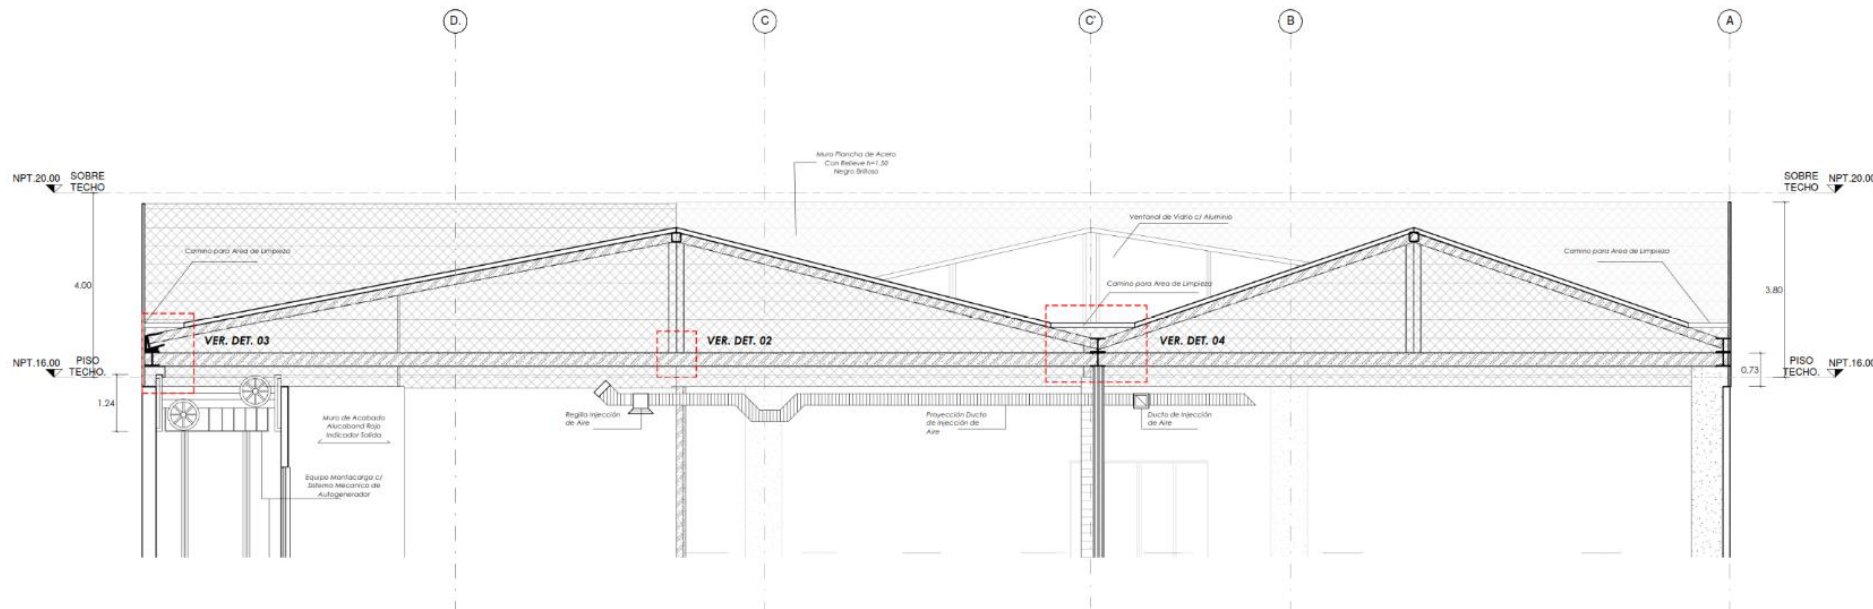 D.
C
C'
B
A
Muro Plancha de Acero
Con Relieve h=1.50
Negro Brilloso
NPT.20.00
SOBRE
TECHO
SOBRE
TECHO
NPT.20.00
Ventanal de Vidrio c/ Aluminio
Camino para Area de Limpieza
Camino para Area de Limpieza
Camino para Area de Limpieza
4.00
3.80
VER. DET. 03
VER. DET. 02
VER. DET. 04
NPT.16.00
PISO
TECHO.
PISO
TECHO.
NPT.16.00
0.73
1.24
Muro de Acabado
Alucobond Rojo
Indicador Salida
Regilla Injección
de Aire
Proyección Ducto
de Injección de
Aire
Ducto de Injección
de Aire
Equipo Montacarga c/
Sistema Mecanico de
Autogenerador